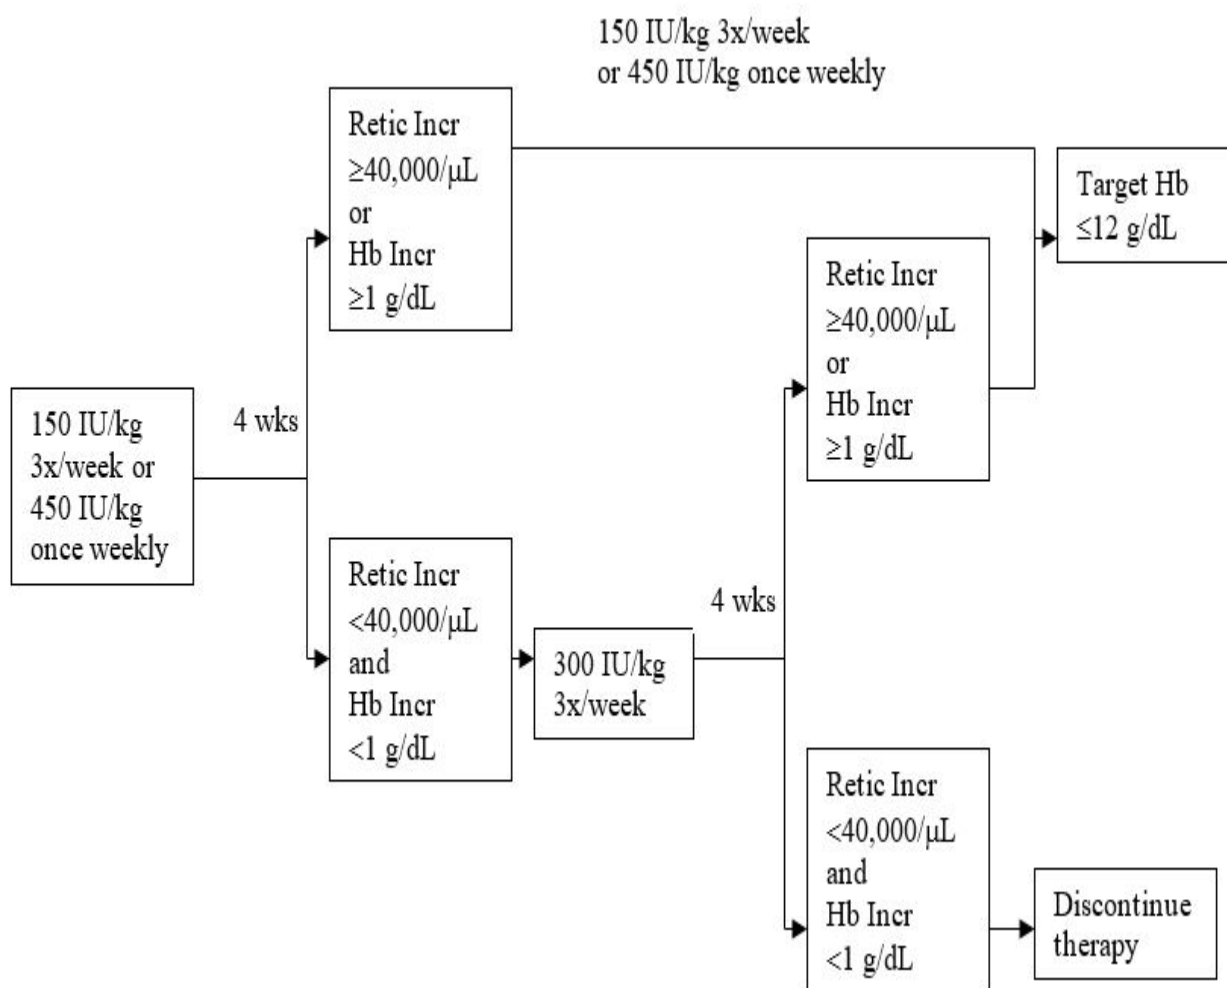 150 IU/kg 3x/week
or 450 IU/kg once weekly
Retic Incr
≥40,000/μL
or
Hb Incr
≥1 g/dL
Target Hb
≤12 g/dL
Retic Incr
≥40,000/μL
or
Hb Incr
≥1 g/dL
150 IU/kg
3x/week or
450 IU/kg
once weekly
4 wks
Retic Incr
<40,000/μL
and
Hb Incr
<1 g/dL
300 IU/kg
3x/week
4 wks
Retic Incr
<40,000/μL
and
Hb Incr
<1 g/dL
Discontinue
therapy